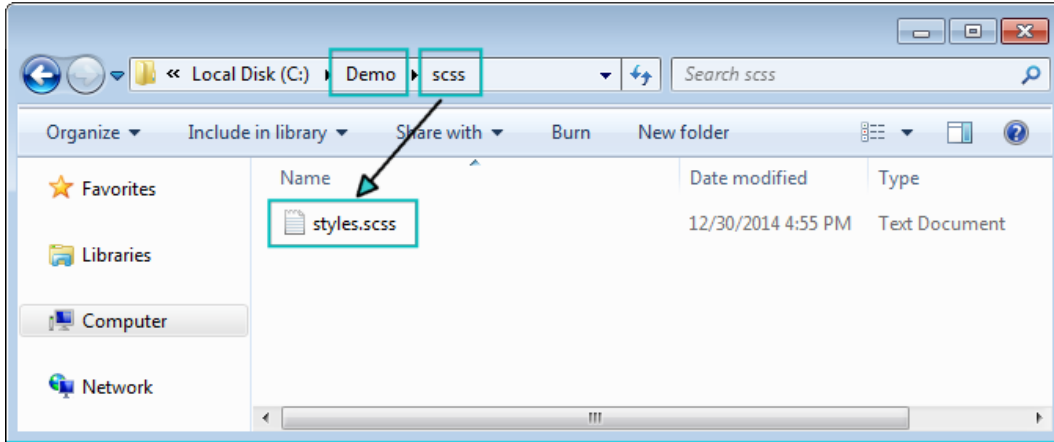 « Local Disk (C:) Demo scss Search scss
Organize Include in library Share with Burn New folder
Name Date modified Type
Favorites
styles.scss 12/30/2014 4:55 PM Text Document
Libraries
Computer
Network